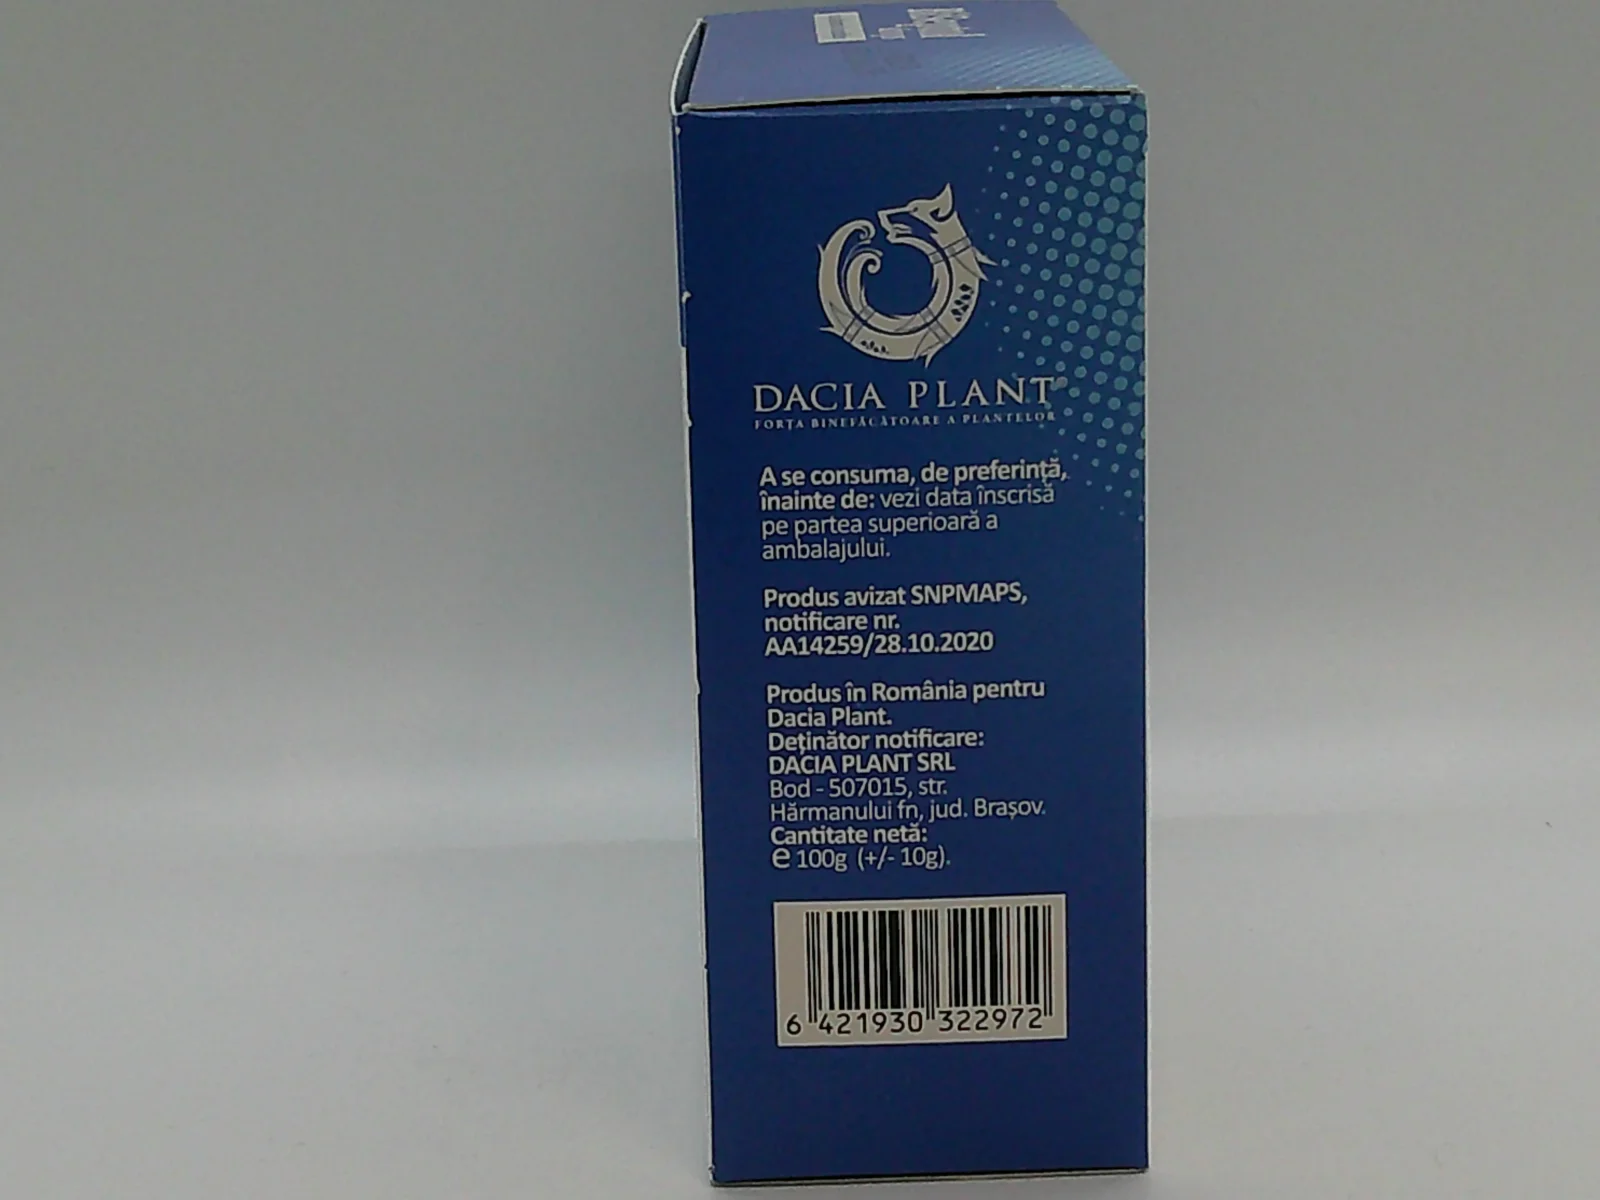 DACIA PLANT
FORȚA BINEFĂCĂTOARE A PLANTELOR
A se consuma, de preferință,
înainte de: vezi data înscrisă
pe partea superioară a
ambalajului.
Produs avizat SNPMAPS,
notificare nr.
AA14259/28.10.2020
Produs în România pentru
Dacia Plant.
Deținător notificare:
DACIA PLANT SRL
Bod - 507015, str.
Hărmanului fn, jud. Brașov.
Cantitate netă:
e 100g (+/- 10g).
6 421930 322972